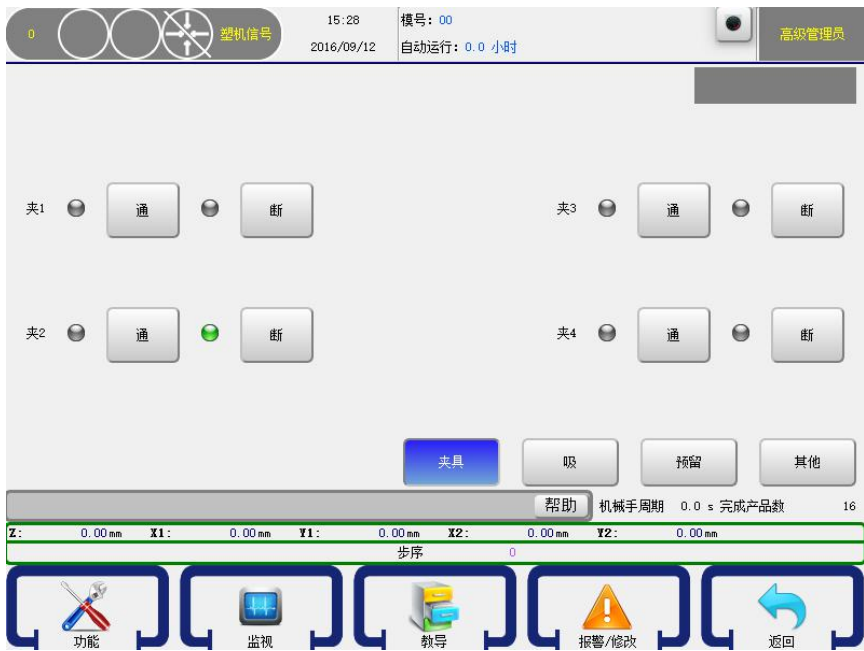 0 塑机信号 15:28 模号：00 高级管理员
2016/09/12 自动运行：0.0 小时
夹1 通 断 夹3 通 断
夹2 通 断 夹4 通 断
夹具 吸 预留 其他
帮助 机械手周期 0.0 s 完成产品数 16
Z: 0.00mm X1: 0.00mm Y1: 0.00mm X2: 0.00mm Y2: 0.00mm
步序 0
功能 监视 教导 报警/修改 返回